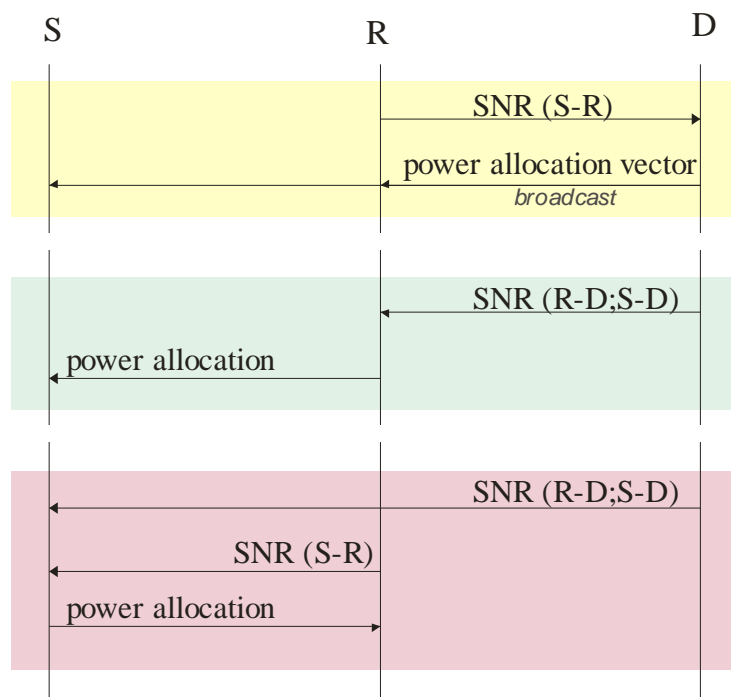 S R D
SNR (S-R)
power allocation vector
broadcast
SNR (R-D;S-D)
power allocation
SNR (R-D;S-D)
SNR (S-R)
power allocation